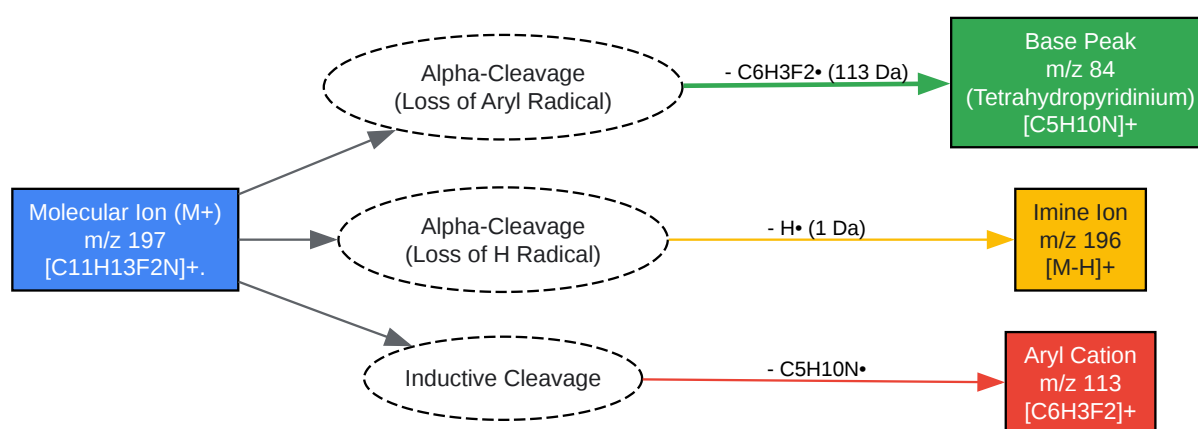 Molecular Ion (M+)
m/z 197
[C11H13F2N]+.
Alpha-Cleavage
(Loss of Aryl Radical)
- C6H3F2• (113 Da)
Base Peak
m/z 84
(Tetrahydropyridinium)
[C5H10N]+
Alpha-Cleavage
(Loss of H Radical)
- H• (1 Da)
Imine Ion
m/z 196
[M-H]+
Inductive Cleavage
- C5H10N•
Aryl Cation
m/z 113
[C6H3F2]+